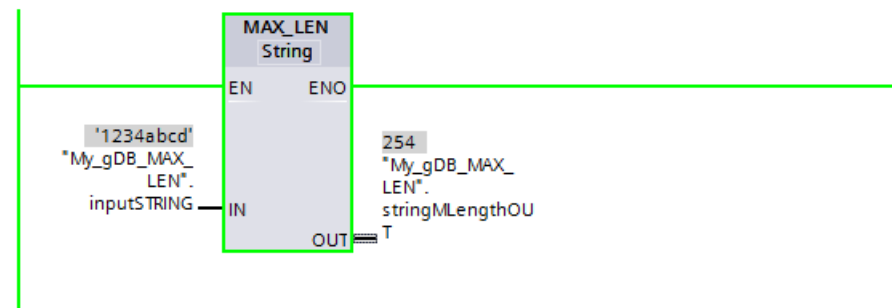 MAX_LEN
String
EN ENO
'1234abcd'
"My_gDB_MAX_
LEN".
inputSTRING
IN
254
"My_gDB_MAX_
LEN".
stringMLengthOU
T
OUT